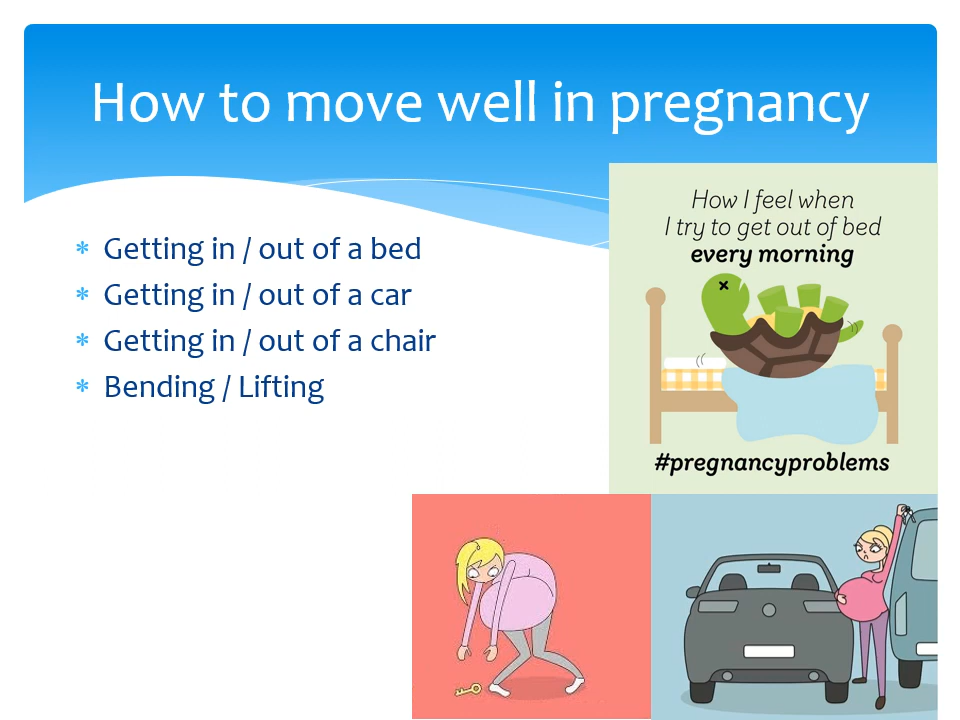 How to move well in pregnancy
* Getting in / out of a bed
* Getting in / out of a car
* Getting in / out of a chair
* Bending / Lifting
How I feel when
I try to get out of bed
every morning
#pregnancyproblems